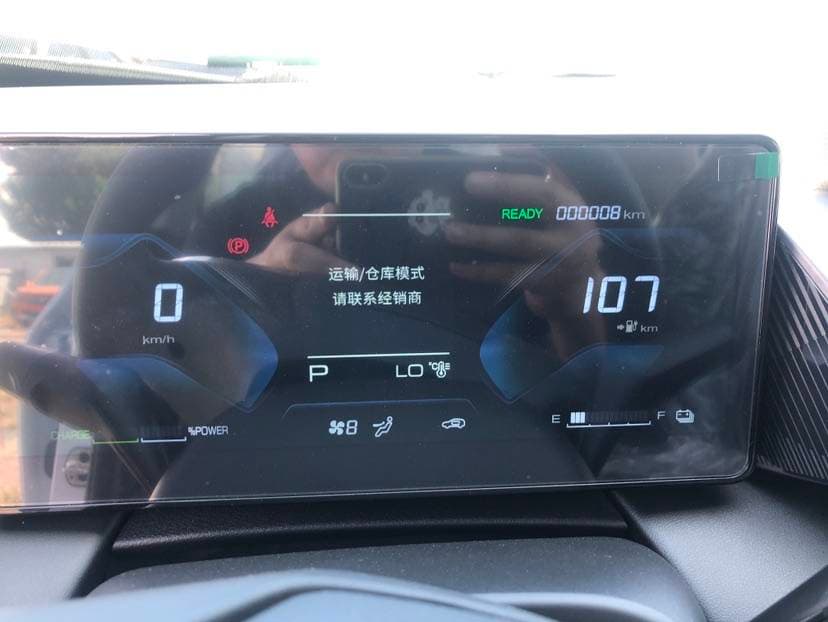 READY 000008 km
运输/仓库模式
请联系经销商
0
km/h
107
km
P LO °C
8
E F
CHARGE %POWER